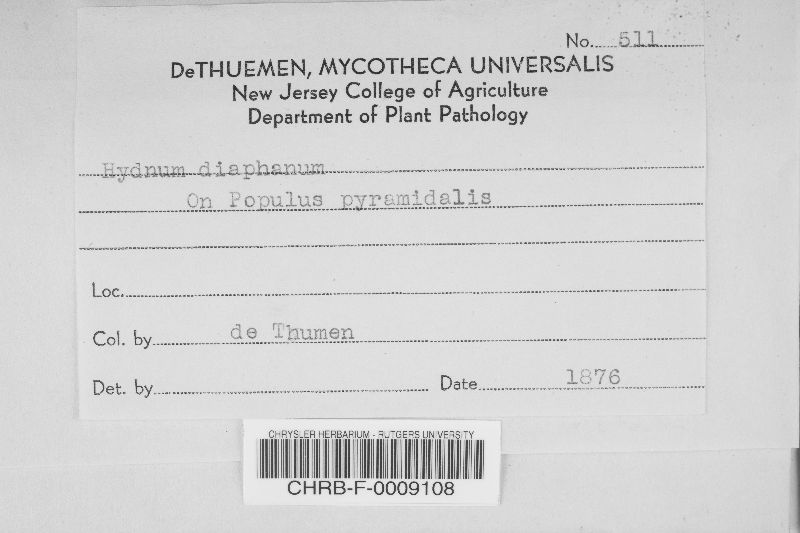 No. 511
DeTHUEMEN, MYCOTHECA UNIVERSALIS
New Jersey College of Agriculture
Department of Plant Pathology
Hydnum diaphanum
On Populus pyramidalis
Loc.
Col. by de Thumen
Det. by Date 1876
CHRYSLER HERBARIUM - RUTGERS UNIVERSITY
CHRB-F-0009108